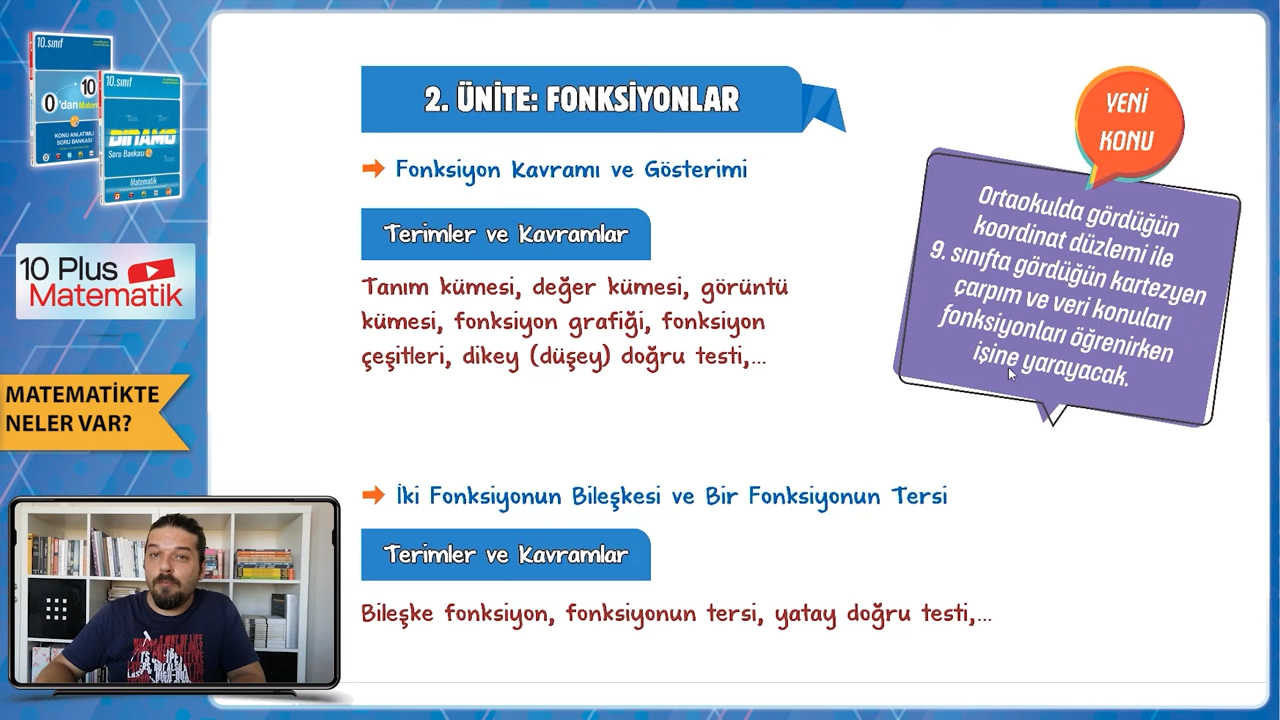 10.sınıf
0'dan 10
KONU ANLATIMLI
SORU BANKASI
10.sınıf
DİNAMO
Soru Bankası
Matematik
10 Plus
Matematik
MATEMATİKTE
NELER VAR?
2. ÜNİTE: FONKSİYONLAR
Fonksiyon Kavramı ve Gösterimi
Terimler ve Kavramlar
Tanım kümesi, değer kümesi, görüntü
kümesi, fonksiyon grafiği, fonksiyon
çeşitleri, dikey (düşey) doğru testi,...
YENİ
KONU
Ortaokulda gördüğün
koordinat düzlemi ile
9. sınıfta gördüğün kartezyen
çarpım ve veri konuları
fonksiyonları öğrenirken
işine yarayacak.
İki Fonksiyonun Bileşkesi ve Bir Fonksiyonun Tersi
Terimler ve Kavramlar
Bileşke fonksiyon, fonksiyonun tersi, yatay doğru testi,...